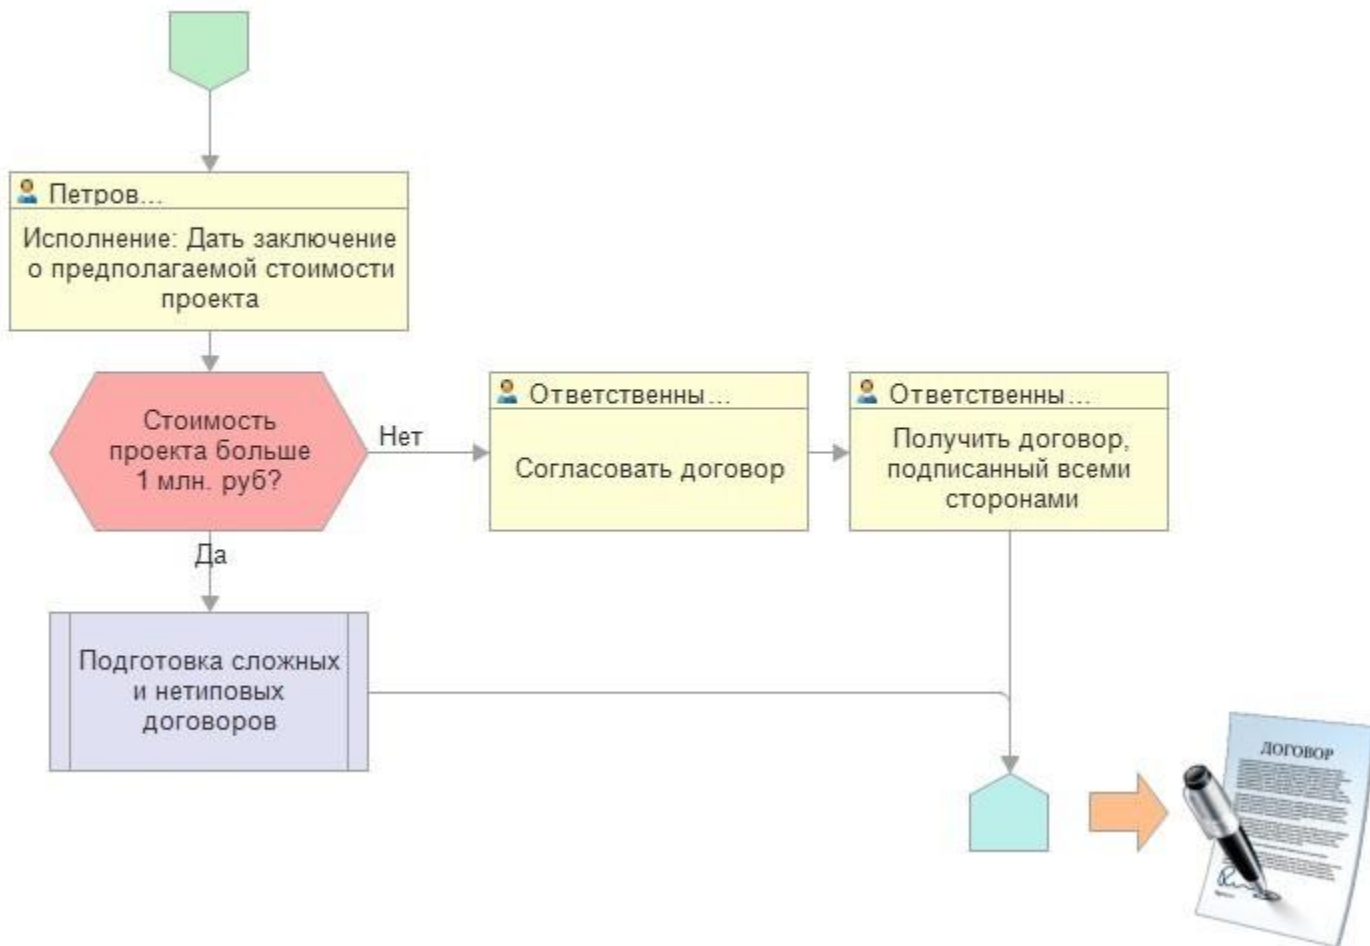 Петров...
Исполнение: Дать заключение
о предполагаемой стоимости
проекта
Стоимость
проекта больше
1 млн. руб?
Нет
Ответственны...
Согласовать договор
Ответственны...
Получить договор,
подписанный всеми
сторонами
Да
Подготовка сложных
и нетиповых
договоров
ДОГОВОР